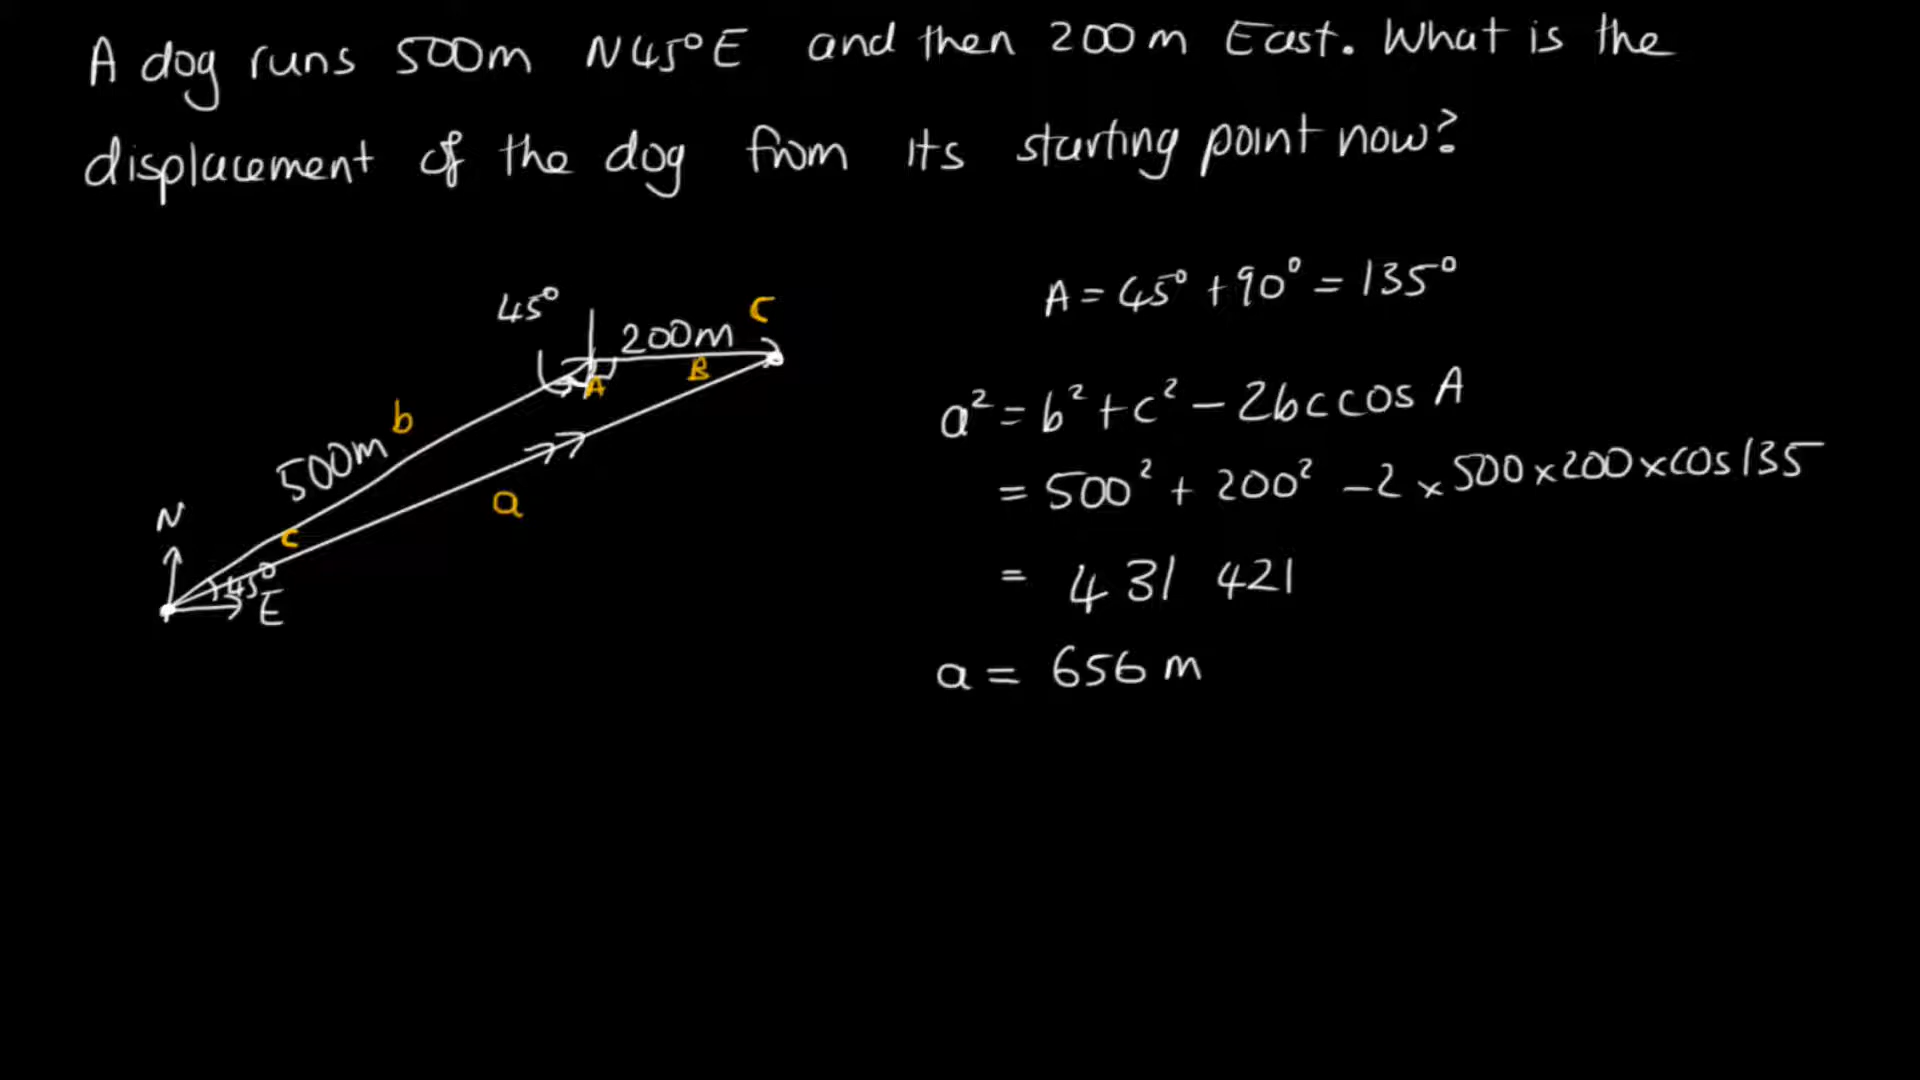 A dog runs 500m N45°E and then 200m East. What is the
displacement of the dog from its starting point now?
A = 45° + 90° = 135°
45°
200m
C
A
B
a² = b² + c² - 2bc cos A
b
500m
= 500² + 200² - 2 × 500 × 200 × cos 135
a
N
c
45°
E
= 431 421
a = 656 m